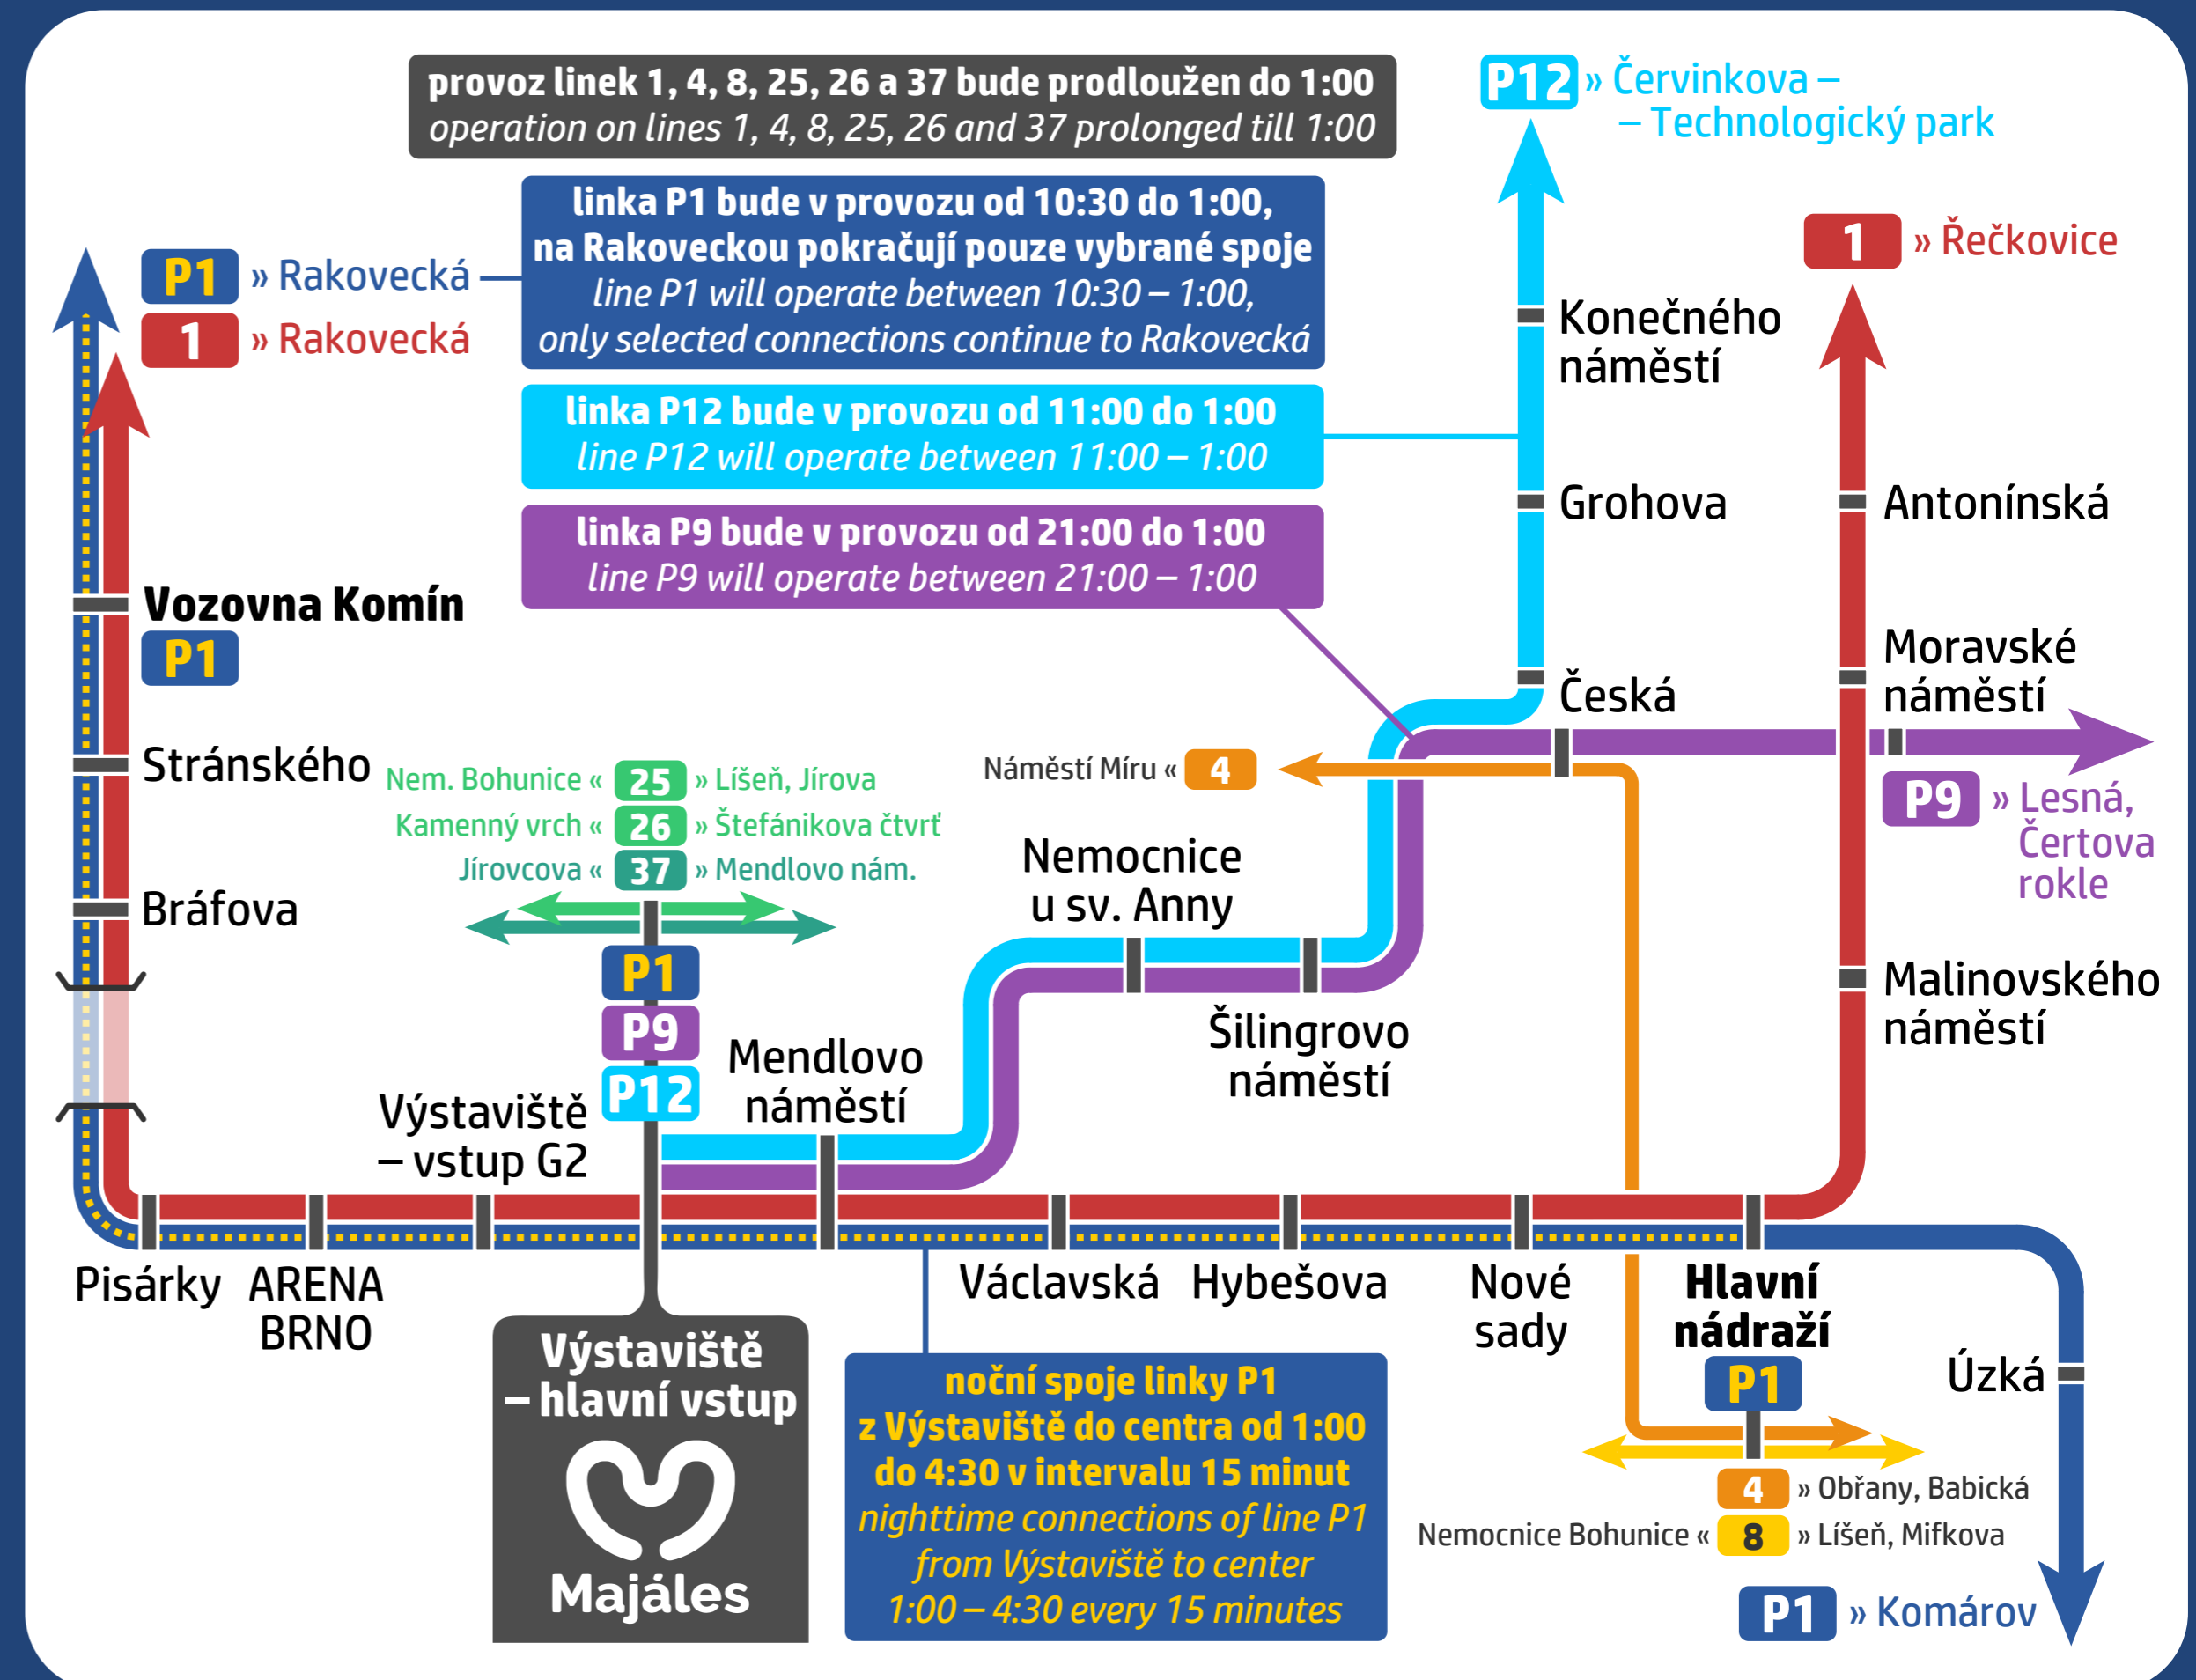 provoz linek 1, 4, 8, 25, 26 a 37 bude prodloužen do 1:00
operation on lines 1, 4, 8, 25, 26 and 37 prolonged till 1:00
P12 » Červinkova –
– Technologický park
linka P1 bude v provozu od 10:30 do 1:00,
na Rakoveckou pokračují pouze vybrané spoje
line P1 will operate between 10:30 – 1:00,
only selected connections continue to Rakovecká
P1 » Rakovecká
1 » Rakovecká
1 » Řečkovice
linka P12 bude v provozu od 11:00 do 1:00
line P12 will operate between 11:00 – 1:00
linka P9 bude v provozu od 21:00 do 1:00
line P9 will operate between 21:00 – 1:00
Konečného
náměstí
Grohova
Antonínská
Vozovna Komín
P1
Moravské
náměstí
Česká
Stránského
Nem. Bohunice « 25 » Líšeň, Jírova
Kamenný vrch « 26 » Štefánikova čtvrť
Jírovcova « 37 » Mendlovo nám.
Náměstí Míru « 4
P9 » Lesná,
Čertova
rokle
Bráfova
Nemocnice
u sv. Anny
P1
P9
P12
Malinovského
náměstí
Šilingrovo
náměstí
Mendlovo
náměstí
Výstaviště
– vstup G2
Pisárky
ARENA
BRNO
Václavská
Hybešova
Nové
sady
Hlavní
nádraží
P1
Úzká
Výstaviště
– hlavní vstup
Majáles
noční spoje linky P1
z Výstaviště do centra od 1:00
do 4:30 v intervalu 15 minut
nighttime connections of line P1
from Výstaviště to center
1:00 – 4:30 every 15 minutes
4 » Obřany, Babická
Nemocnice Bohunice « 8 » Líšeň, Mifkova
P1 » Komárov